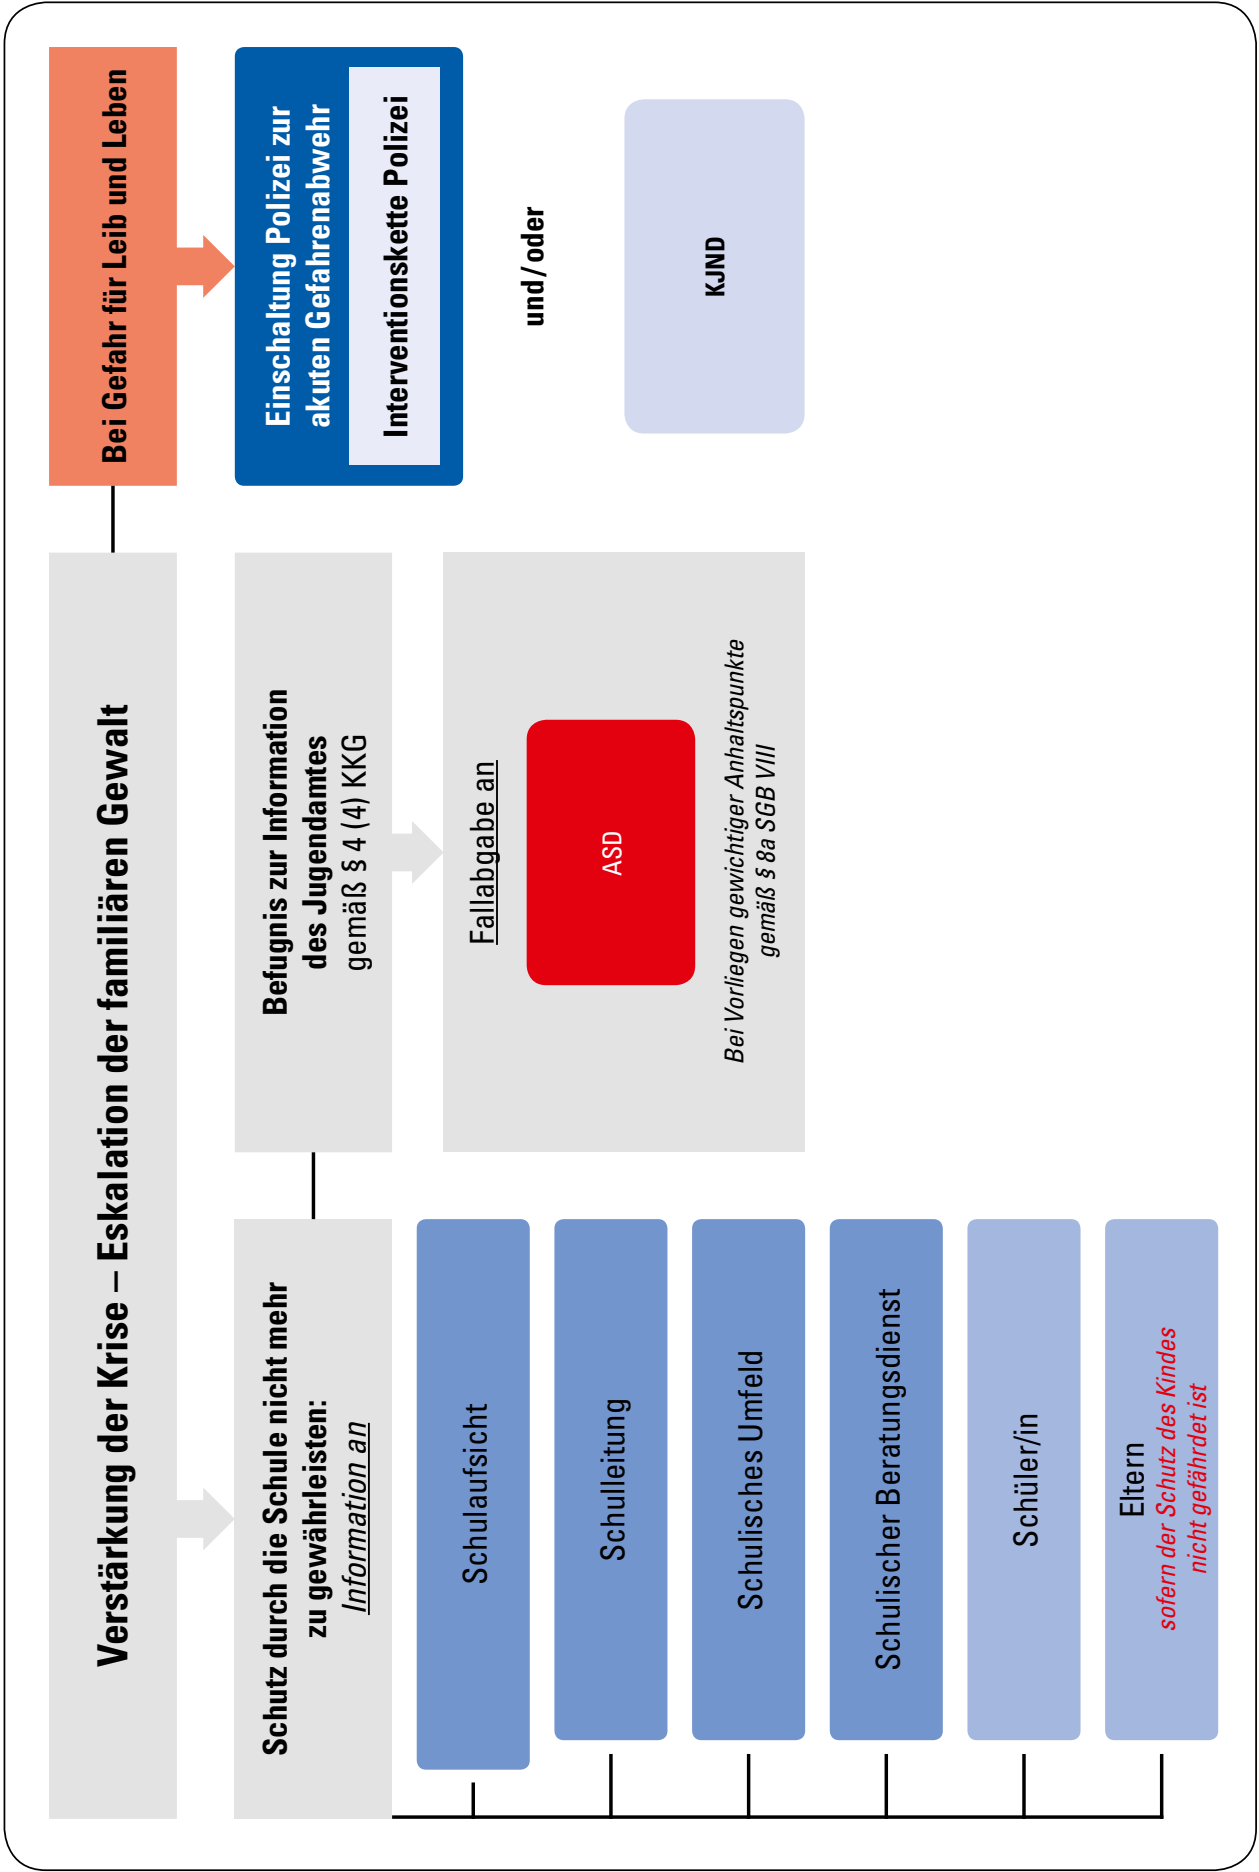 Verstärkung der Krise – Eskalation der familiären Gewalt
Bei Gefahr für Leib und Leben
Schutz durch die Schule nicht mehr
zu gewährleisten:
Information an
Schulaufsicht
Schulleitung
Schulisches Umfeld
Schulischer Beratungsdienst
Schüler/in
Eltern
sofern der Schutz des Kindes
nicht gefährdet ist
Befugnis zur Information
des Jugendamtes
gemäß § 4 (4) KKG
Fallabgabe an
ASD
Bei Vorliegen gewichtiger Anhaltspunkte
gemäß § 8a SGB VIII
Einschaltung Polizei zur
akuten Gefahrenabwehr
Interventionskette Polizei
und/oder
KJND